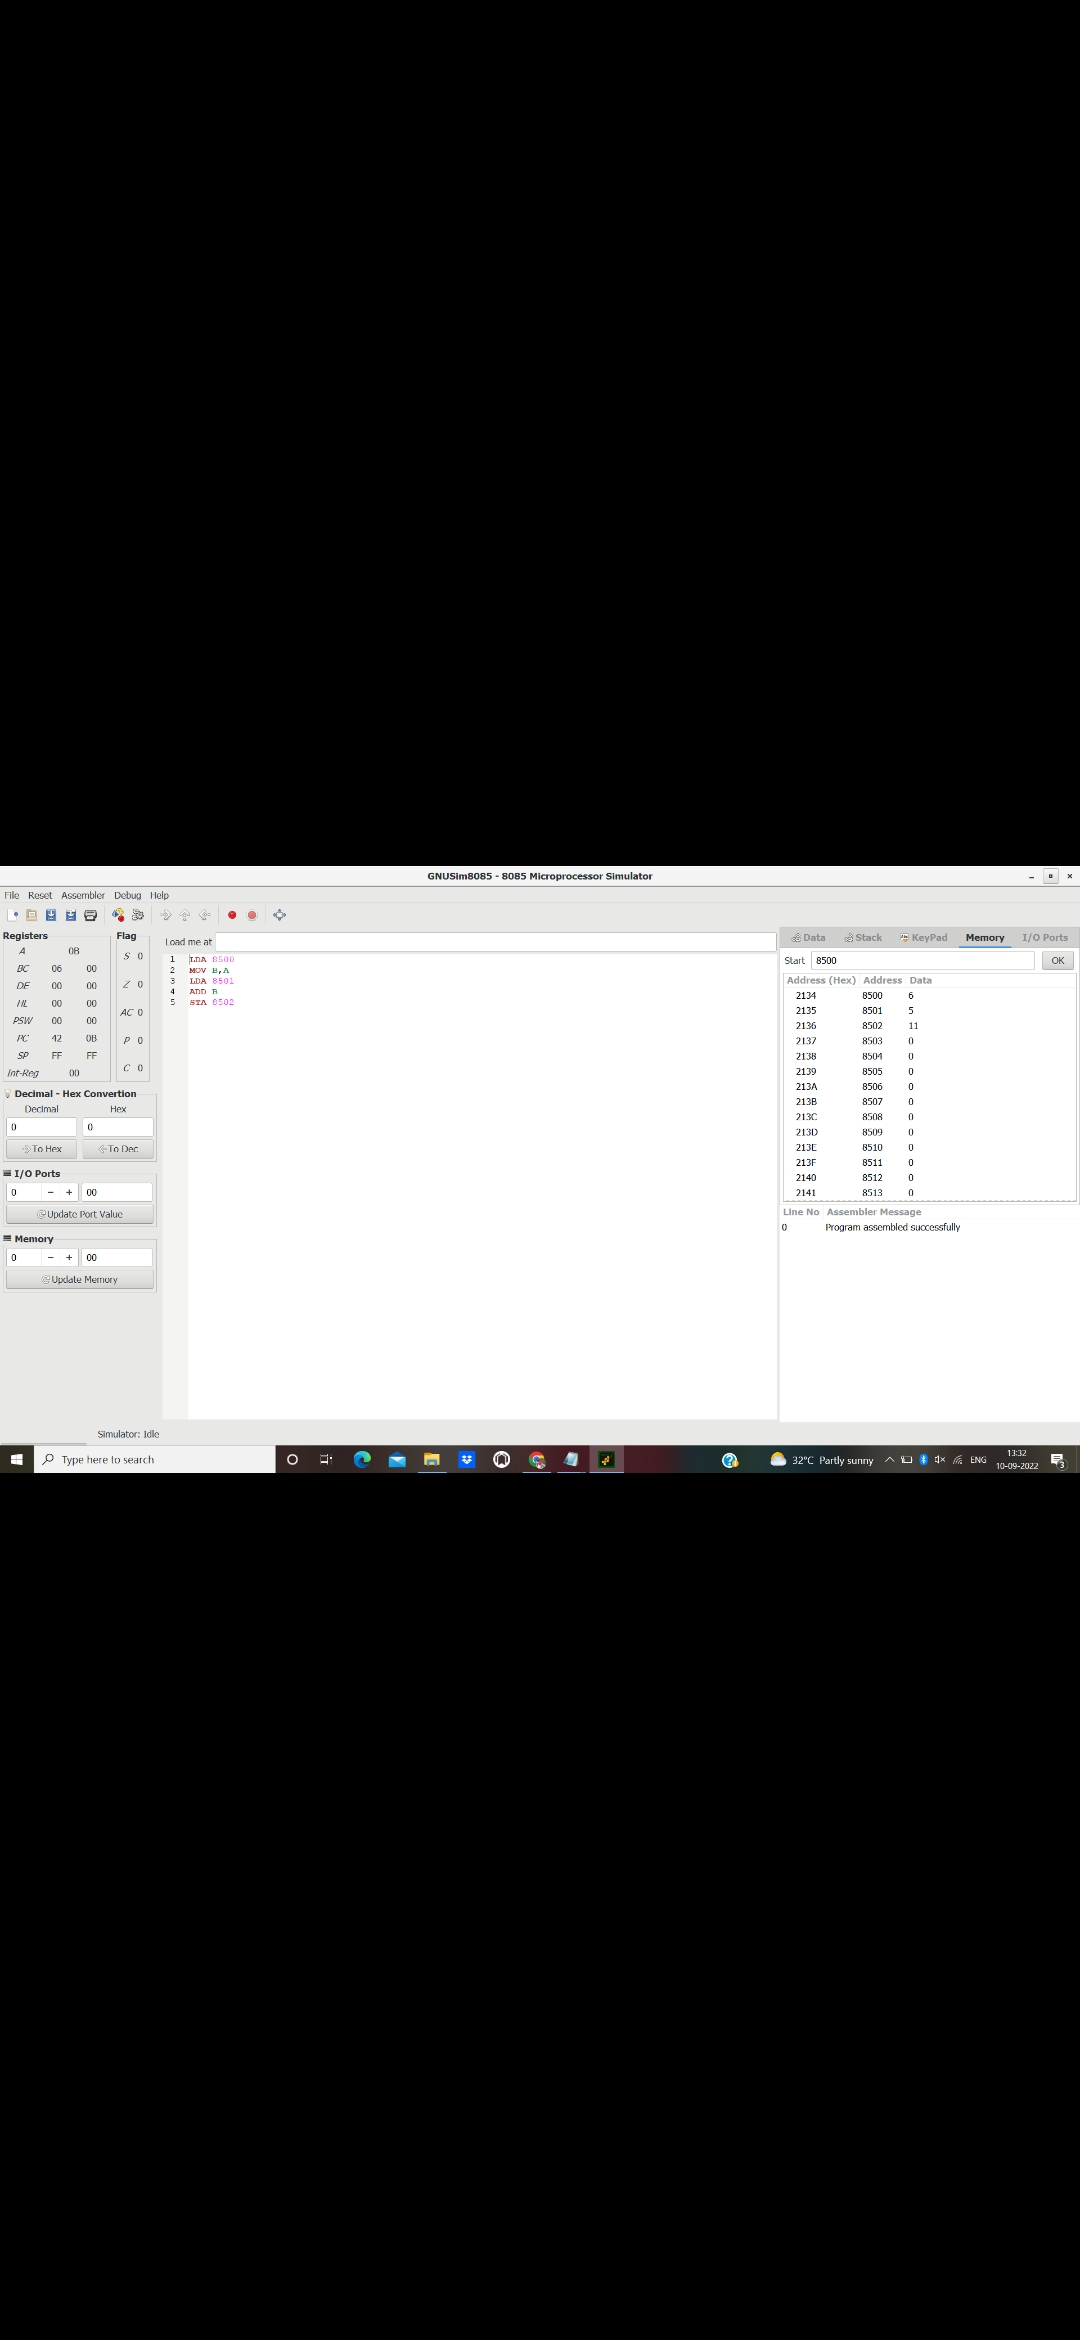 GNUSim8085 - 8085 Microprocessor Simulator
File Reset Assembler Debug Help
Registers
A 0B
BC 06 00
DE 00 00
HL 00 00
PSW 00 00
PC 42 0B
SP FF FF
Int-Reg 00
Flag
S 0
Z 0
AC 0
P 0
C 0
Decimal - Hex Convertion
Decimal Hex
0 0
To Hex To Dec
I/O Ports
0 - + 00
Update Port Value
Memory
0 - + 00
Update Memory
Load me at
1 LDA 8500
2 MOV B,A
3 LDA 8501
4 ADD B
5 STA 8502
Data Stack KeyPad Memory I/O Ports
Start 8500 OK
Address (Hex) Address Data
2134 8500 6
2135 8501 5
2136 8502 11
2137 8503 0
2138 8504 0
2139 8505 0
213A 8506 0
213B 8507 0
213C 8508 0
213D 8509 0
213E 8510 0
213F 8511 0
2140 8512 0
2141 8513 0
Line No Assembler Message
0 Program assembled successfully
Simulator: Idle
Type here to search
32°C Partly sunny
ENG
13:32
10-09-2022
3